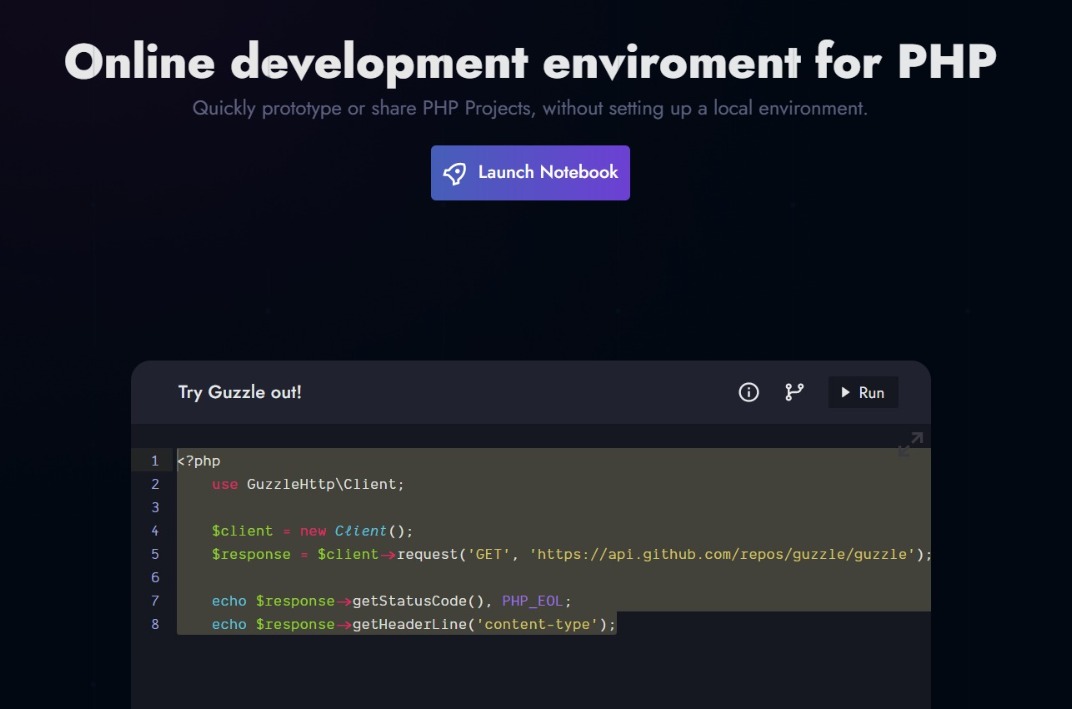 Online development enviroment for PHP
Quickly prototype or share PHP Projects, without setting up a local environment.
Launch Notebook
Try Guzzle out!
Run
1 <?php
2 use GuzzleHttp\Client;
3
4 $client = new Client();
5 $response = $client->request('GET', 'https://api.github.com/repos/guzzle/guzzle');
6
7 echo $response->getStatusCode(), PHP_EOL;
8 echo $response->getHeaderLine('content-type');